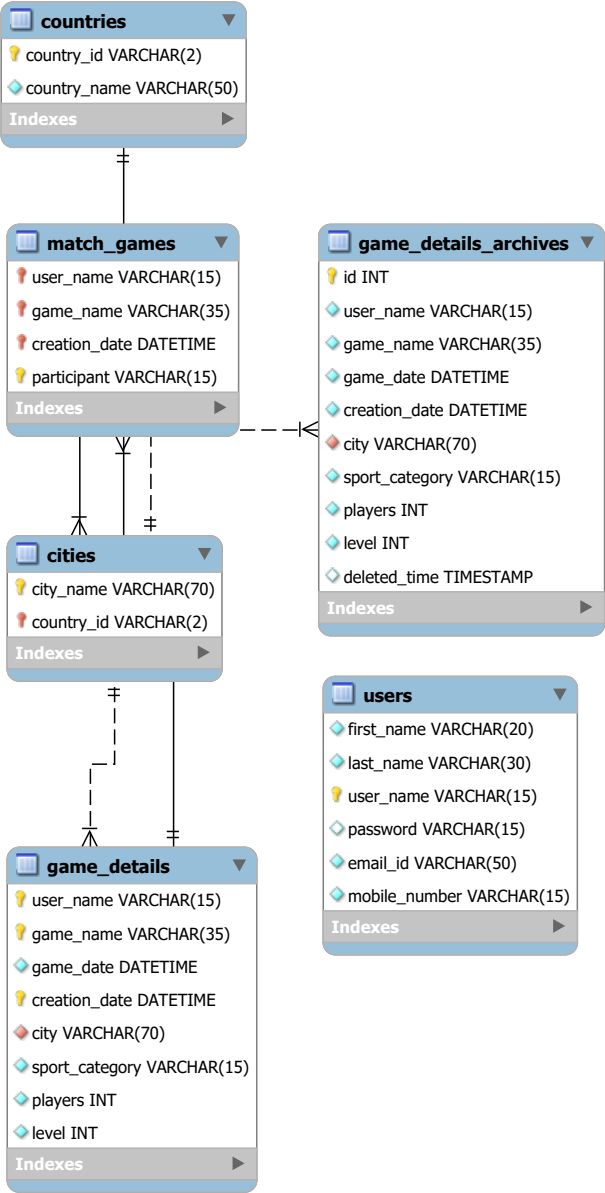 countries
country_id VARCHAR(2)
country_name VARCHAR(50)
Indexes
match_games
user_name VARCHAR(15)
game_name VARCHAR(35)
creation_date DATETIME
participant VARCHAR(15)
Indexes
game_details_archives
id INT
user_name VARCHAR(15)
game_name VARCHAR(35)
game_date DATETIME
creation_date DATETIME
city VARCHAR(70)
sport_category VARCHAR(15)
players INT
level INT
deleted_time TIMESTAMP
Indexes
cities
city_name VARCHAR(70)
country_id VARCHAR(2)
Indexes
users
first_name VARCHAR(20)
last_name VARCHAR(30)
user_name VARCHAR(15)
password VARCHAR(15)
email_id VARCHAR(50)
mobile_number VARCHAR(15)
Indexes
game_details
user_name VARCHAR(15)
game_name VARCHAR(35)
game_date DATETIME
creation_date DATETIME
city VARCHAR(70)
sport_category VARCHAR(15)
players INT
level INT
Indexes